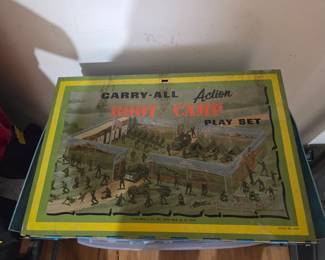 CARRY-ALL Action
BOOT CAMP
PLAY SET